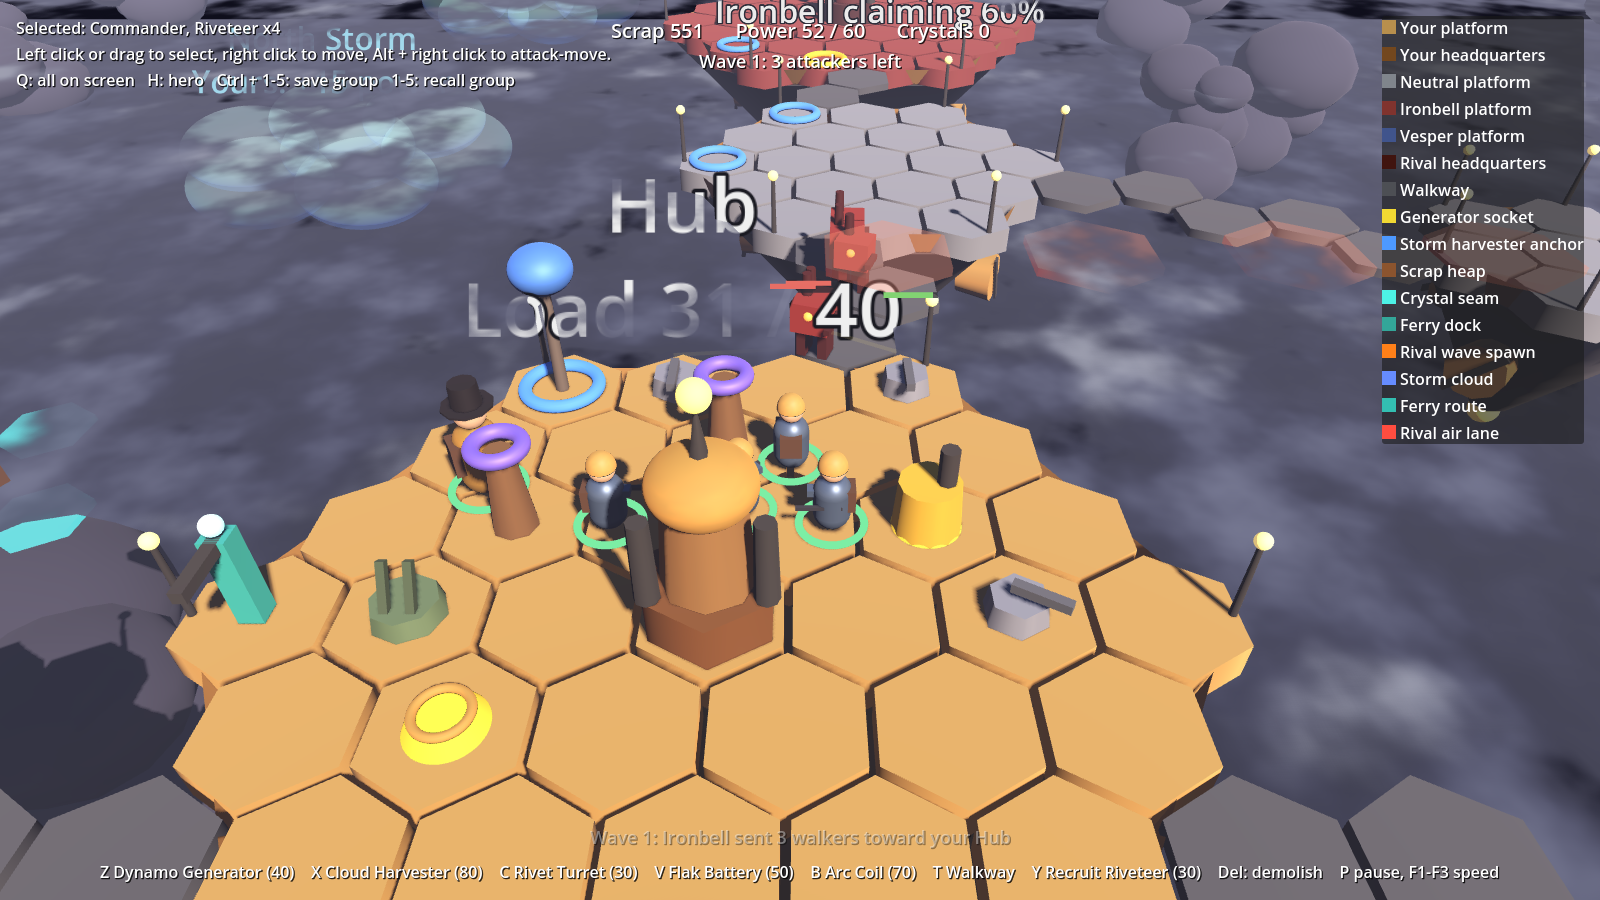 Ironbell claiming 60%
Selected: Commander, Riveteer x4
Scrap 551 Power 52 / 60 Crystals 0
Storm
Left click or drag to select, right click to move, Alt + right click to attack-move.
Wave 1: 3 attackers left
Q: all on screen H: hero Ctrl + 1-5: save group 1-5: recall group
Your platform
Your headquarters
Neutral platform
Ironbell platform
Vesper platform
Rival headquarters
Walkway
Generator socket
Storm harvester anchor
Scrap heap
Crystal seam
Ferry dock
Rival wave spawn
Storm cloud
Ferry route
Rival air lane
Hub
Load 31 / 40
Wave 1: Ironbell sent 3 walkers toward your Hub
Z Dynamo Generator (40) X Cloud Harvester (80) C Rivet Turret (30) V Flak Battery (50) B Arc Coil (70) T Walkway Y Recruit Riveteer (30) Del: demolish P pause, F1-F3 speed